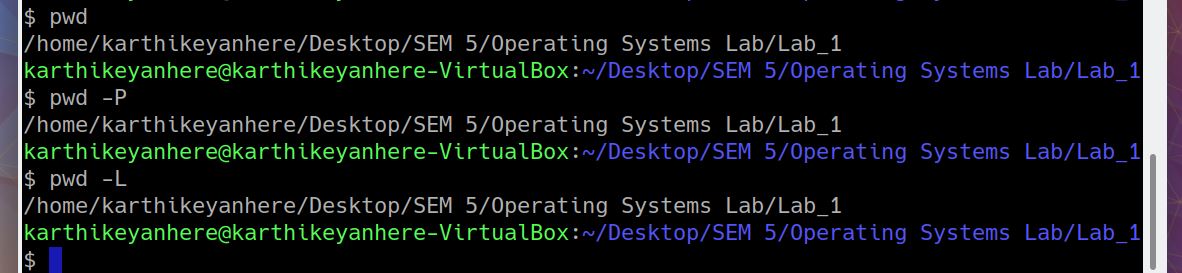 $ pwd
/home/karthikeyanhere/Desktop/SEM 5/Operating Systems Lab/Lab_1
karthikeyanhere@karthikeyanhere-VirtualBox:~/Desktop/SEM 5/Operating Systems Lab/Lab_1
$ pwd -P
/home/karthikeyanhere/Desktop/SEM 5/Operating Systems Lab/Lab_1
karthikeyanhere@karthikeyanhere-VirtualBox:~/Desktop/SEM 5/Operating Systems Lab/Lab_1
$ pwd -L
/home/karthikeyanhere/Desktop/SEM 5/Operating Systems Lab/Lab_1
karthikeyanhere@karthikeyanhere-VirtualBox:~/Desktop/SEM 5/Operating Systems Lab/Lab_1
$